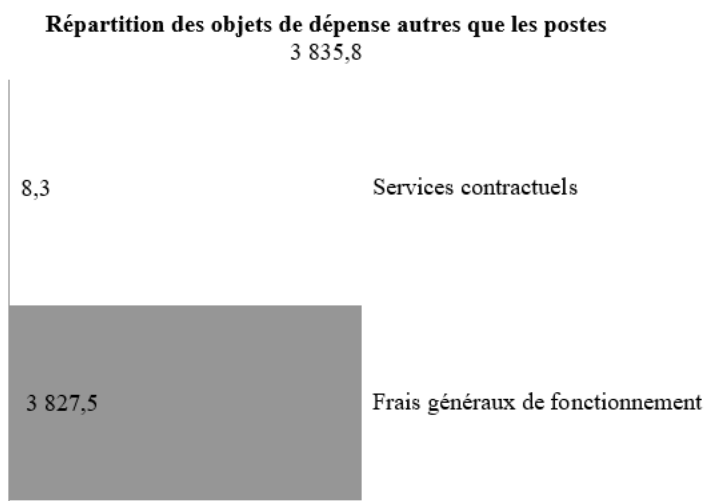 Répartition des objets de dépense autres que les postes
3 835,8
8,3 Services contractuels
3 827,5 Frais généraux de fonctionnement